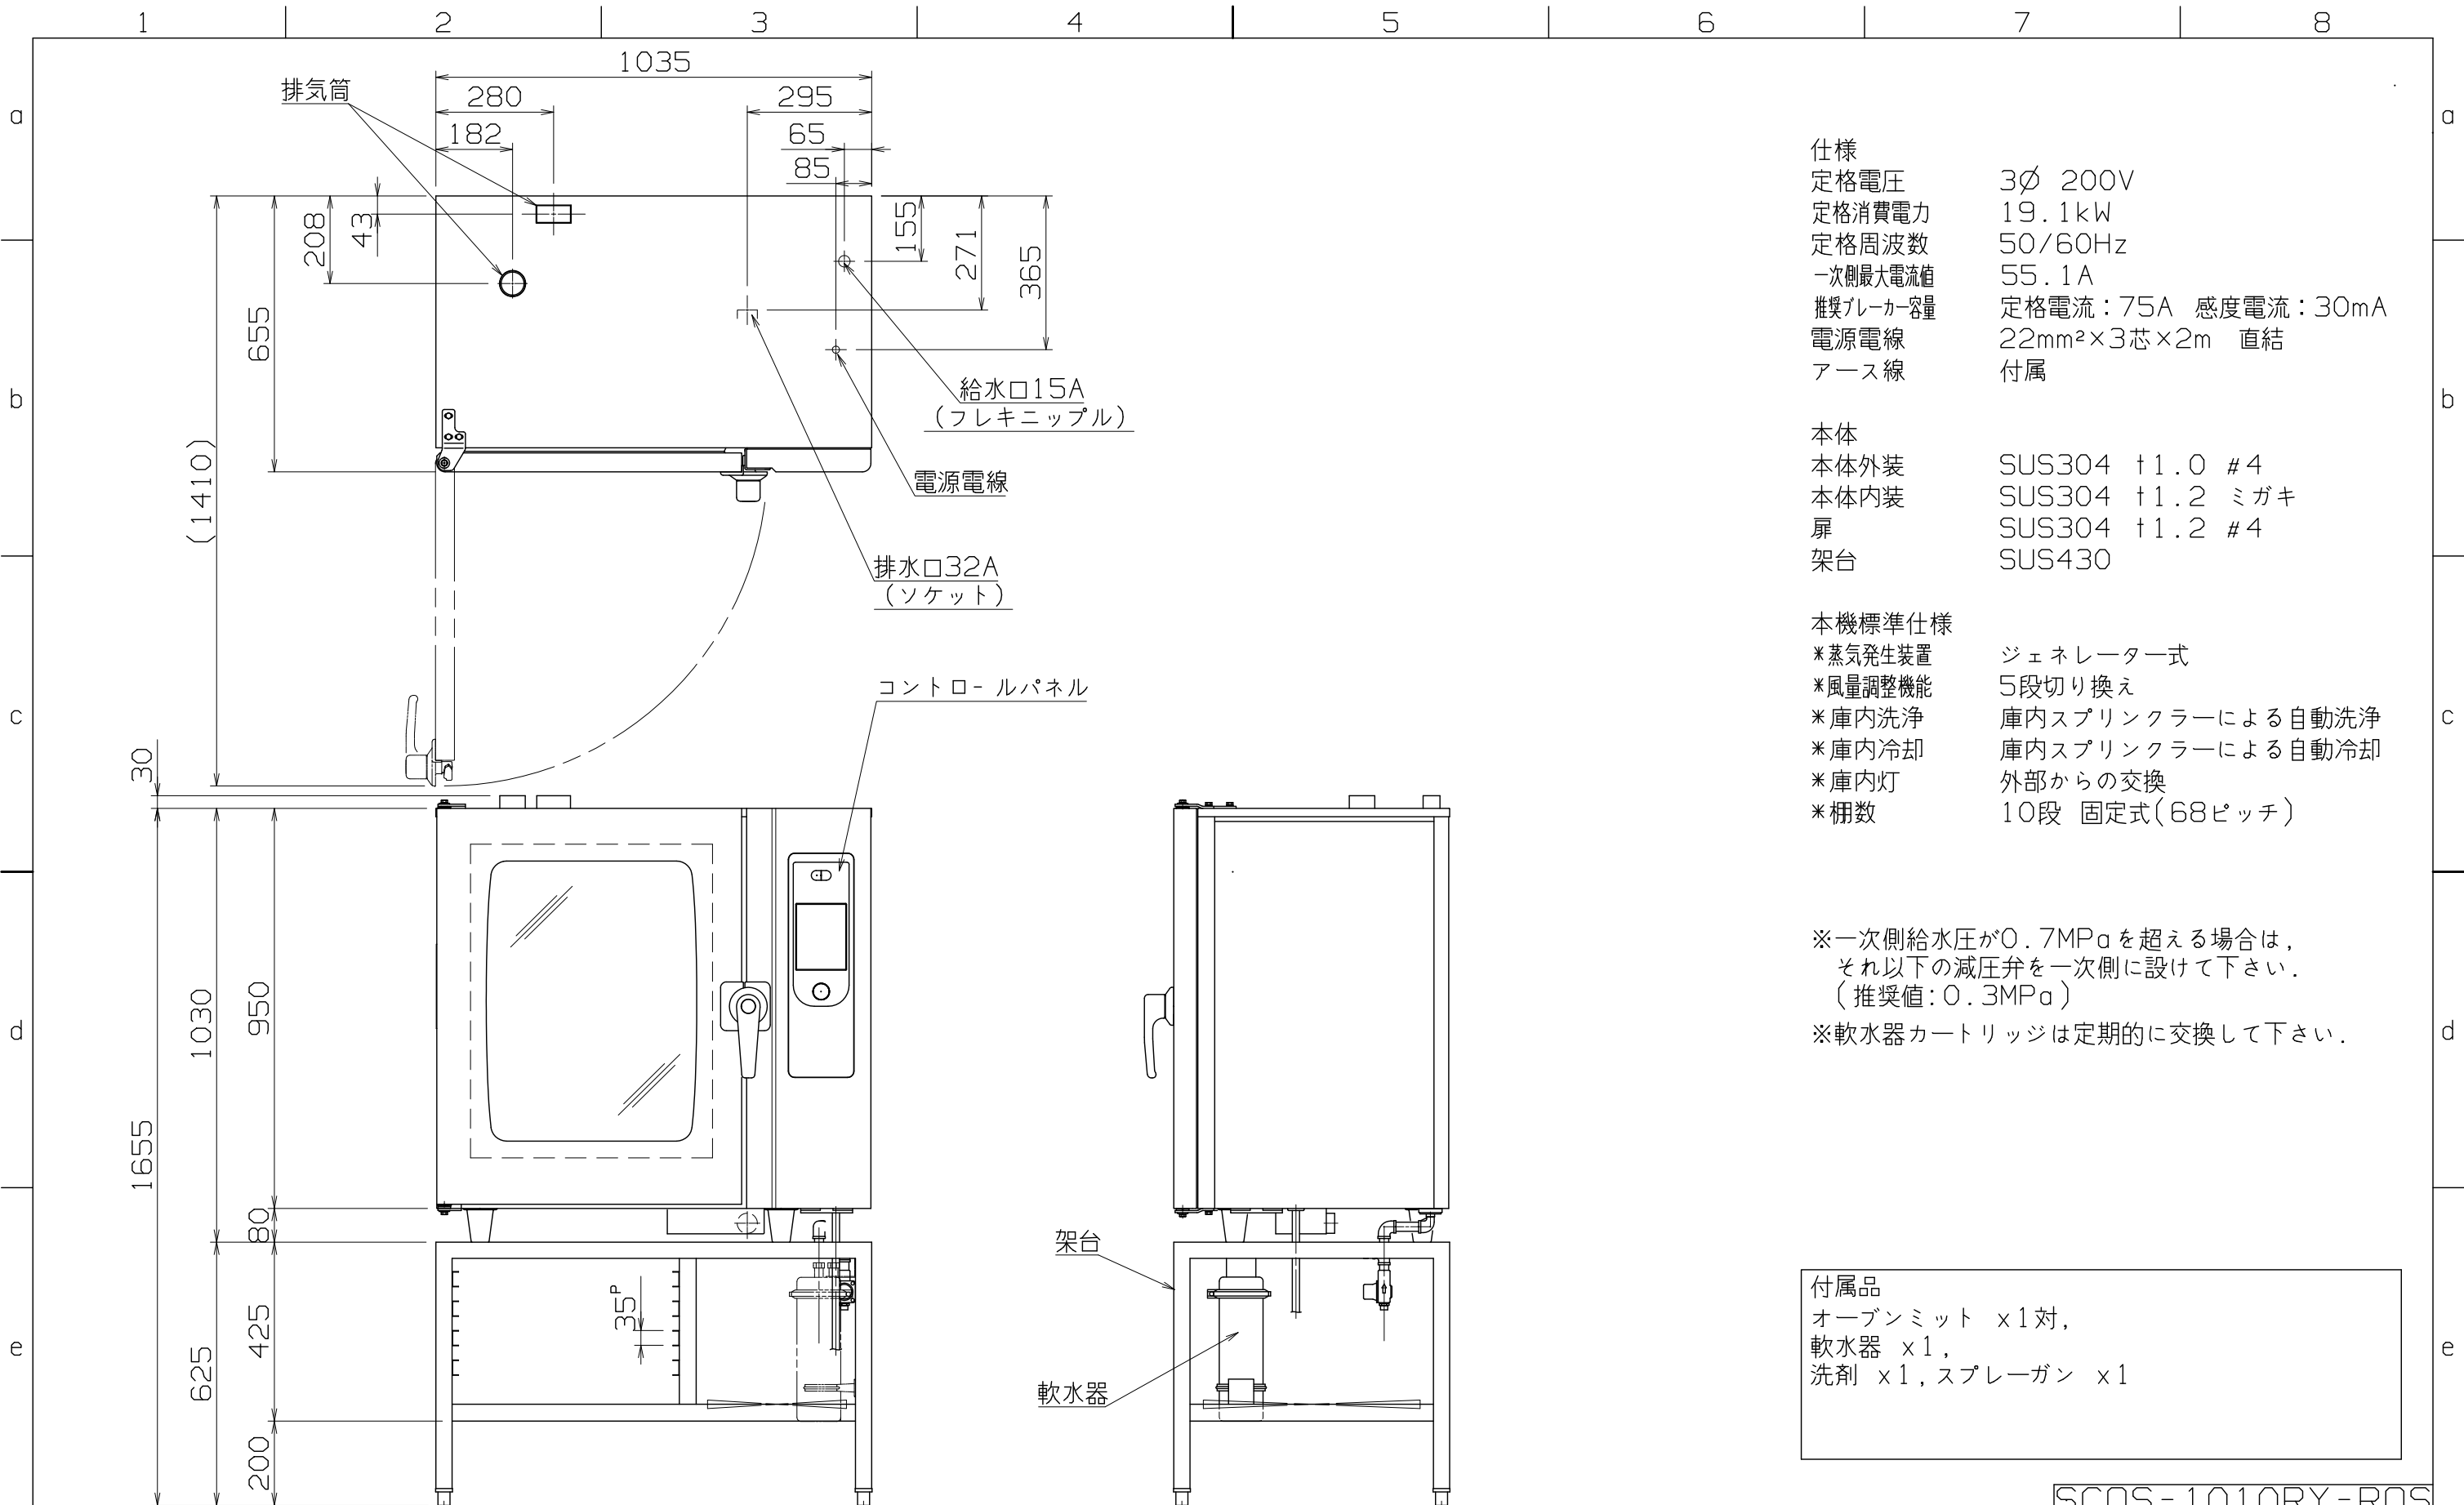 1 2 3 4 5 6 7 8
a
b
c
d
e
a
b
c
d
e
1035
排気筒
280
295
182
65
85
208
43
155
271
365
655
(1410)
給水口15A
(フレキニップル)
電源電線
排水口32A
(ソケット)
コントロ-ルパネル
30
1655
1030
950
80
625
425
200
35P
架台
軟水器
仕様
定格電圧 3∅ 200V
定格消費電力 19.1kW
定格周波数 50/60Hz
一次側最大電流値 55.1A
推奨ブレーカー容量 定格電流:75A 感度電流:30mA
電源電線 22mm²×3芯×2m 直結
アース線 付属
本体
本体外装 SUS304 t1.0 #4
本体内装 SUS304 t1.2 ミガキ
扉 SUS304 t1.2 #4
架台 SUS430
本機標準仕様
*蒸気発生装置 ジェネレーター式
*風量調整機能 5段切り換え
*庫内洗浄 庫内スプリンクラーによる自動洗浄
*庫内冷却 庫内スプリンクラーによる自動冷却
*庫内灯 外部からの交換
*棚数 10段 固定式(68ピッチ)
※一次側給水圧が0.7MPaを超える場合は,
それ以下の減圧弁を一次側に設けて下さい.
(推奨値:0.3MPa)
※軟水器カートリッジは定期的に交換して下さい.
付属品
オーブンミット x1対,
軟水器 x1,
洗剤 x1,スプレーガン x1
SCOS-1010RY-ROS